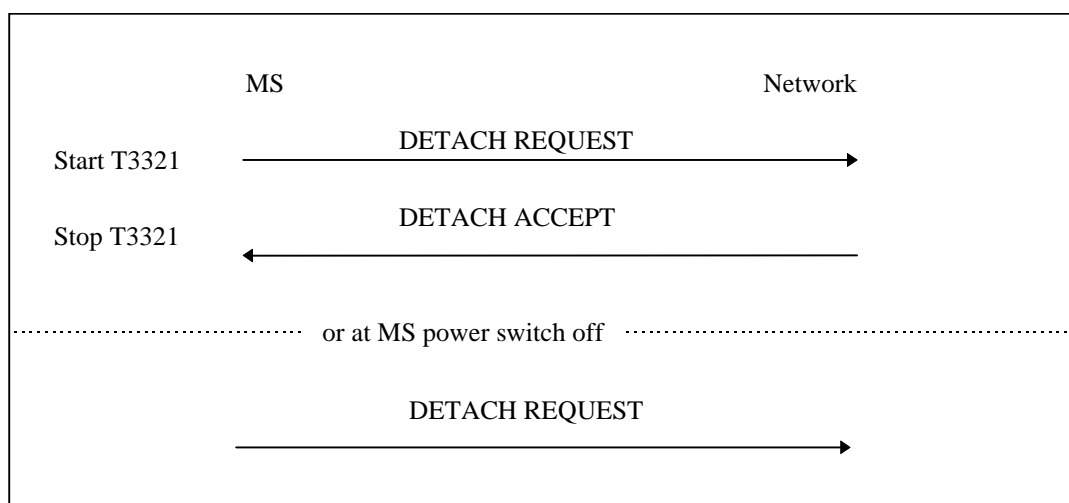 MS Network
DETACH REQUEST
Start T3321
DETACH ACCEPT
Stop T3321
or at MS power switch off
DETACH REQUEST